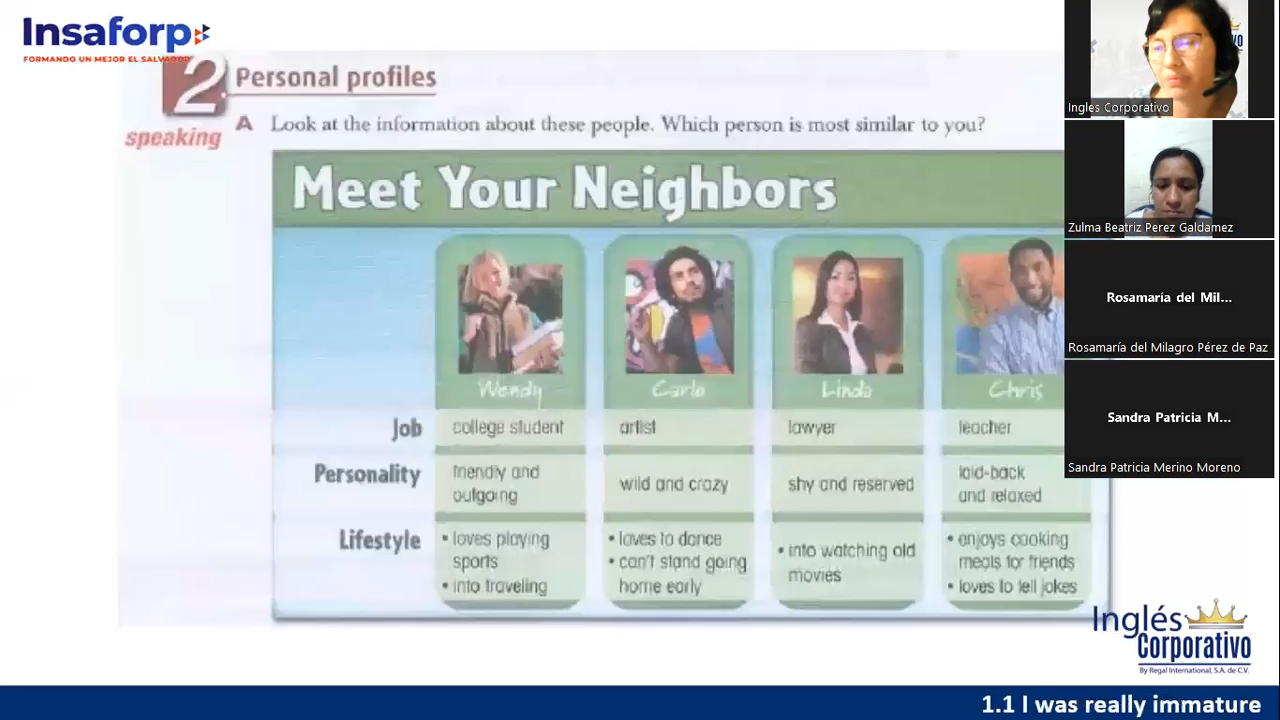 Insaforp
FORMANDO UN MEJOR EL SALVADOR
2 Personal profiles
speaking
A Look at the information about these people. Which person is most similar to you?
Meet Your Neighbors
Wendy Carlo Linda Chris
Job college student artist lawyer teacher
Personality friendly and outgoing wild and crazy shy and reserved laid-back and relaxed
Lifestyle • loves playing sports • into traveling • loves to dance • can't stand going home early • into watching old movies • enjoys cooking meals for friends • loves to tell jokes
Ingles Corporativo
Zulma Beatriz Perez Galdamez
Rosamaría del Mil...
Rosamaría del Milagro Pérez de Paz
Sandra Patricia M...
Sandra Patricia Merino Moreno
Inglés
Corporativo
By Regal International, S.A. de C.V.
1.1 I was really immature